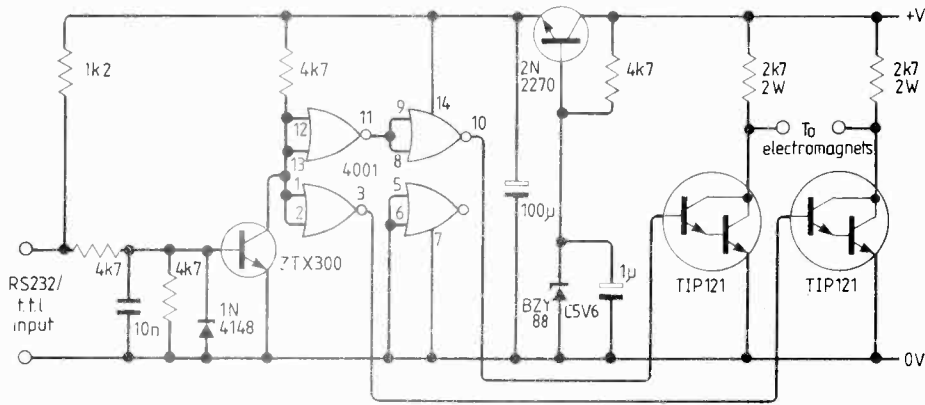 1k2
4k7
12
13
11
4001
1
2
3
9
8
10
14
5
6
7
2N
2270
4k7
100µ
+V
2k7
2W
2k7
2W
To
electromagnets
RS232/
t.t.l
input
4k7
10n
4k7
1N
4148
ZTX300
BZY
88
C5V6
1µ
TIP121
TIP121
0V